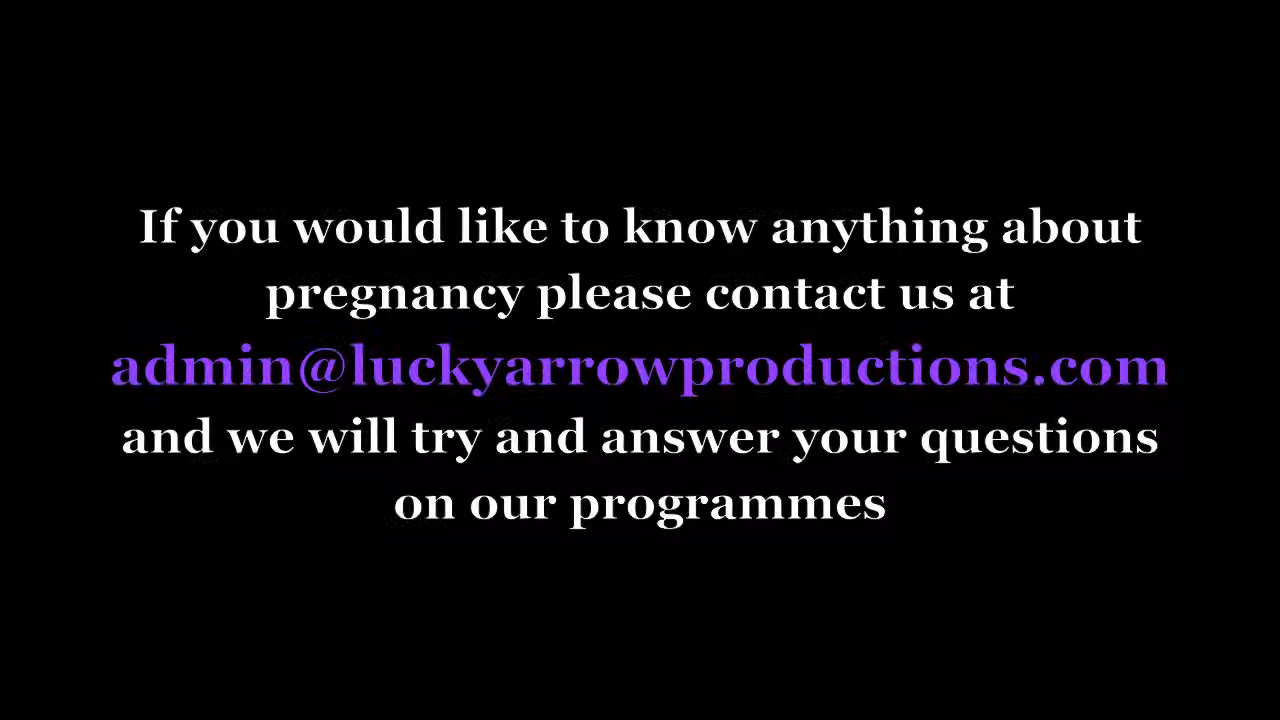 If you would like to know anything about
pregnancy please contact us at
admin@luckyarrowproductions.com
and we will try and answer your questions
on our programmes